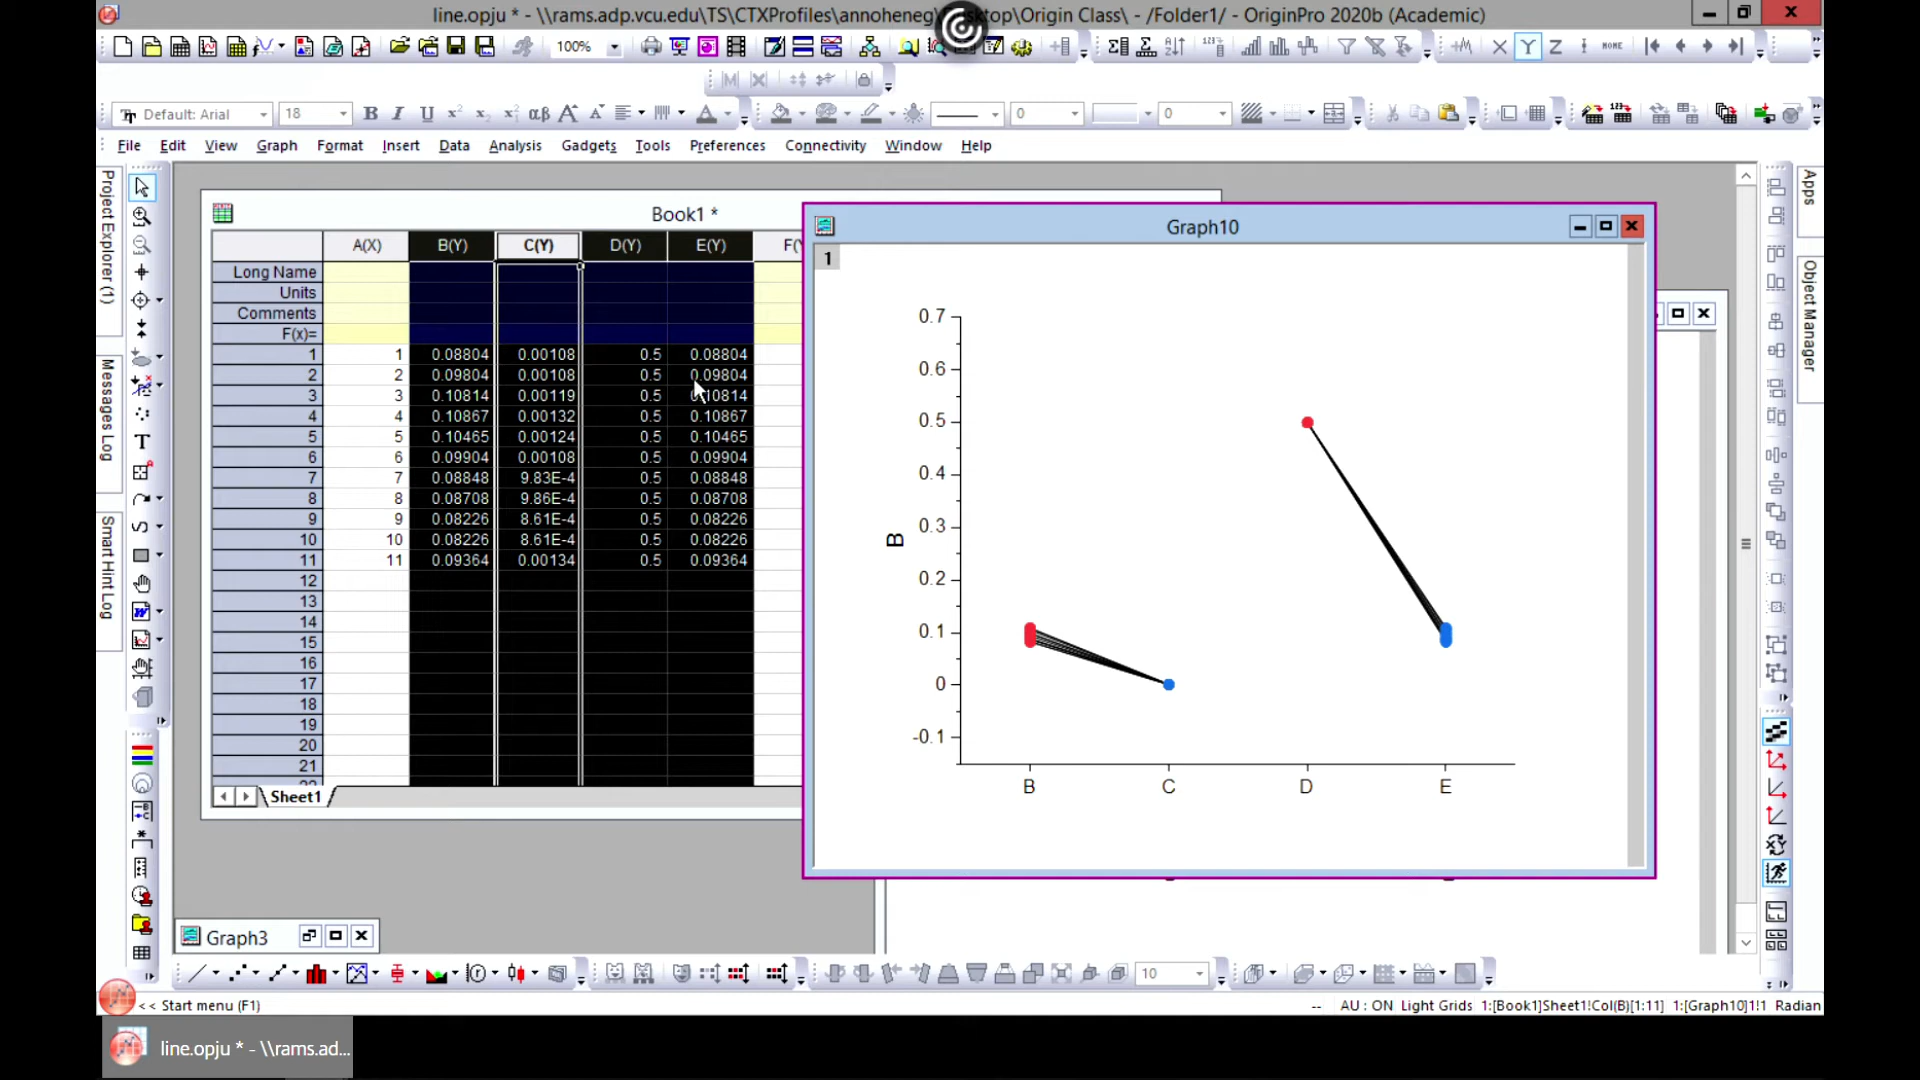 line.opju * - \\rams.adp.vcu.edu\TS\CTXProfiles\annoheneg\Desktop\Origin Class\ - /Folder1/ - OriginPro 2020b (Academic)
100% X Y Z
Default: Arial 18 B I U αβ A A 0 0
File Edit View Graph Format Insert Data Analysis Gadgets Tools Preferences Connectivity Window Help
Project Explorer (1)
Messages Log
Smart Hint Log
Apps
Object Manager
Book1 *
A(X) B(Y) C(Y) D(Y) E(Y)
Long Name
Units
Comments
F(x)=
1 1 0.08804 0.00108 0.5 0.08804
2 2 0.09804 0.00108 0.5 0.09804
3 3 0.10814 0.00119 0.5 0.10814
4 4 0.10867 0.00132 0.5 0.10867
5 5 0.10465 0.00124 0.5 0.10465
6 6 0.09904 0.00108 0.5 0.09904
7 7 0.08848 9.83E-4 0.5 0.08848
8 8 0.08708 9.86E-4 0.5 0.08708
9 9 0.08226 8.61E-4 0.5 0.08226
10 10 0.08226 8.61E-4 0.5 0.08226
11 11 0.09364 0.00134 0.5 0.09364
12
13
14
15
16
17
18
19
20
21
Sheet1
Graph10
1
0.7
0.6
0.5
0.4
0.3
0.2
0.1
0
-0.1
B
B C D E
Graph3
10
<< Start menu (F1)
-- AU : ON Light Grids 1:[Book1]Sheet1!Col(B)[1:11] 1:[Graph10]1!1 Radian
line.opju * - \\rams.ad...